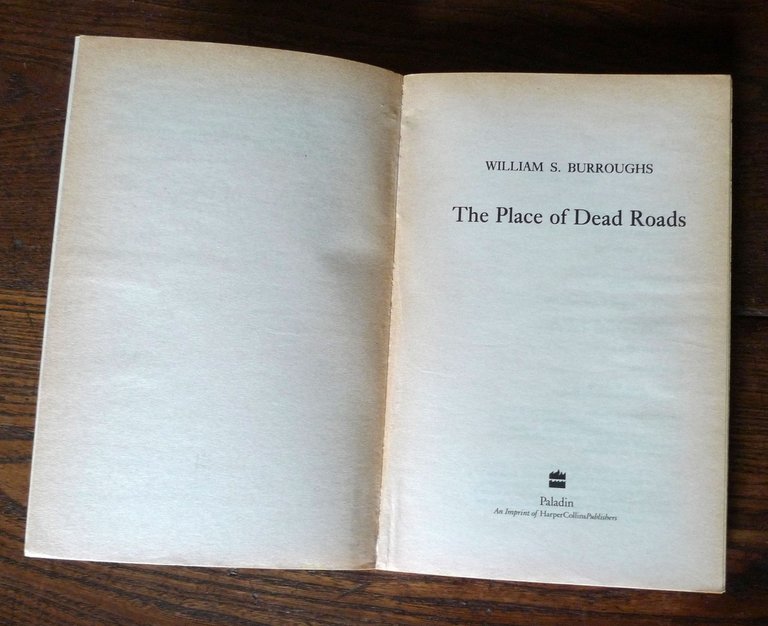 WILLIAM S. BURROUGHS
The Place of Dead Roads
Paladin
An Imprint of HarperCollinsPublishers